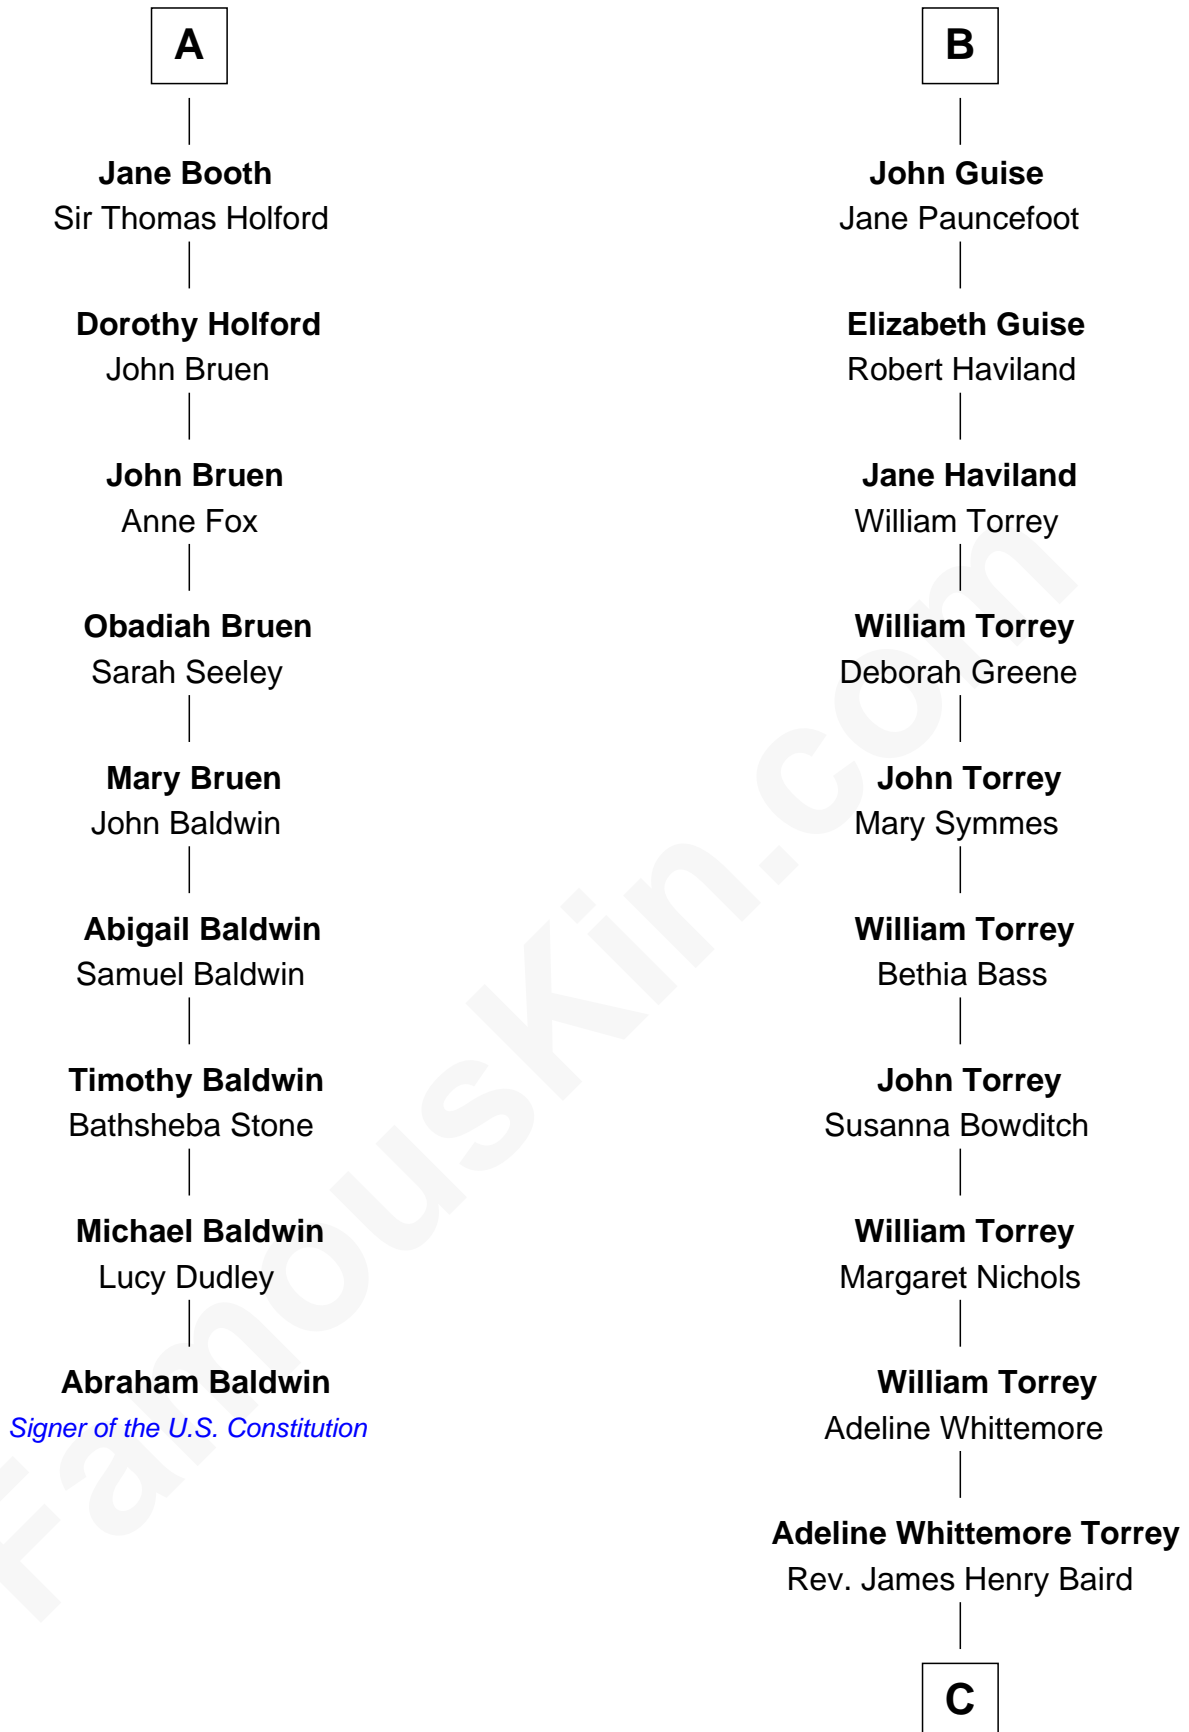 A
Jane Booth
Sir Thomas Holford
Dorothy Holford
John Bruen
John Bruen
Anne Fox
Obadiah Bruen
Sarah Seeley
Mary Bruen
John Baldwin
Abigail Baldwin
Samuel Baldwin
Timothy Baldwin
Bathsheba Stone
Michael Baldwin
Lucy Dudley
Abraham Baldwin
Signer of the U.S. Constitution
B
John Guise
Jane Pauncefoot
Elizabeth Guise
Robert Haviland
Jane Haviland
William Torrey
William Torrey
Deborah Greene
John Torrey
Mary Symmes
William Torrey
Bethia Bass
John Torrey
Susanna Bowditch
William Torrey
Margaret Nichols
William Torrey
Adeline Whittemore
Adeline Whittemore Torrey
Rev. James Henry Baird
C
FamousKin.com